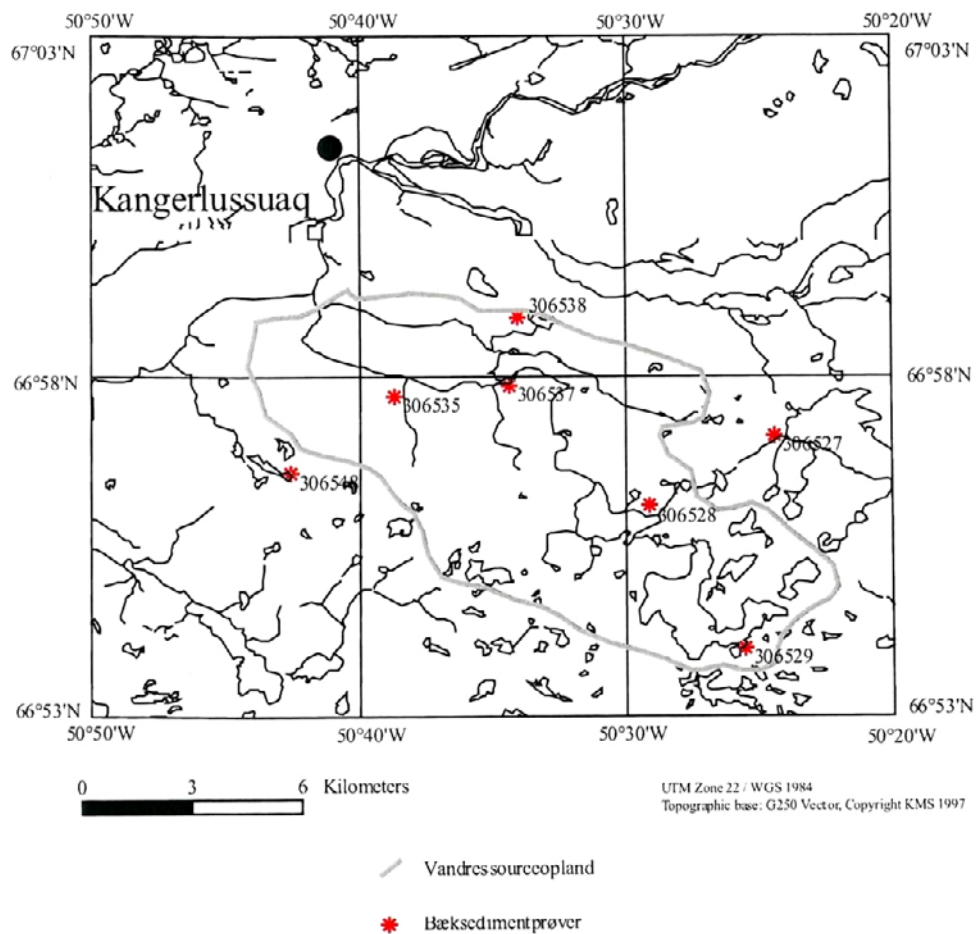 50°50'W 50°40'W 50°30'W 50°20'W
67°03'N 67°03'N
Kangerlussuaq
306538
66°58'N 66°58'N
306537
306535
306527
306548
306528
306529
66°53'N 66°53'N
50°50'W 50°40'W 50°30'W 50°20'W
0 3 6 Kilometers
UTM Zone 22 / WGS 1984
Topographic base: G250 Vector, Copyright KMS 1997
Vandressourceopland
Bæksedimentprøver